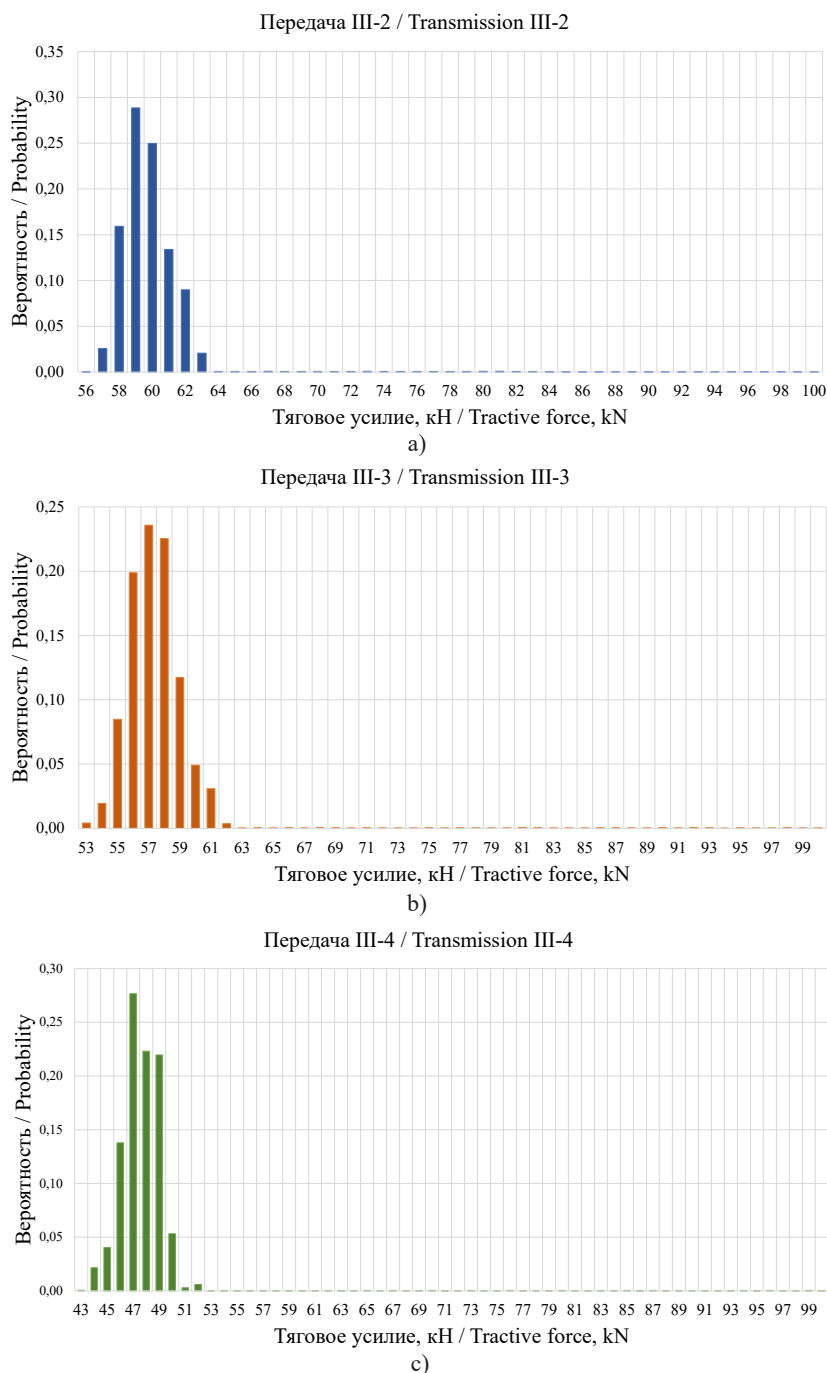 Передача III-2 / Transmission III-2
Вероятность / Probability
0,35
0,30
0,25
0,20
0,15
0,10
0,05
0,00
56 58 60 62 64 66 68 70 72 74 76 78 80 82 84 86 88 90 92 94 96 98 100
Тяговое усилие, кН / Tractive force, kN
a)
Передача III-3 / Transmission III-3
Вероятность / Probability
0,25
0,20
0,15
0,10
0,05
0,00
53 55 57 59 61 63 65 67 69 71 73 75 77 79 81 83 85 87 89 91 93 95 97 99
Тяговое усилие, кН / Tractive force, kN
b)
Передача III-4 / Transmission III-4
Вероятность / Probability
0,30
0,25
0,20
0,15
0,10
0,05
0,00
43 45 47 49 51 53 55 57 59 61 63 65 67 69 71 73 75 77 79 81 83 85 87 89 91 93 95 97 99
Тяговое усилие, кН / Tractive force, kN
c)